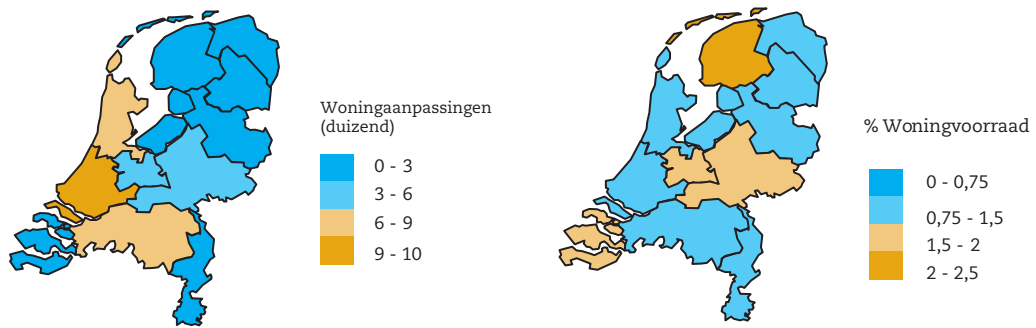 Woningaanpassingen
(duizend)
0 - 3
3 - 6
6 - 9
9 - 10
% Woningvoorraad
0 - 0,75
0,75 - 1,5
1,5 - 2
2 - 2,5